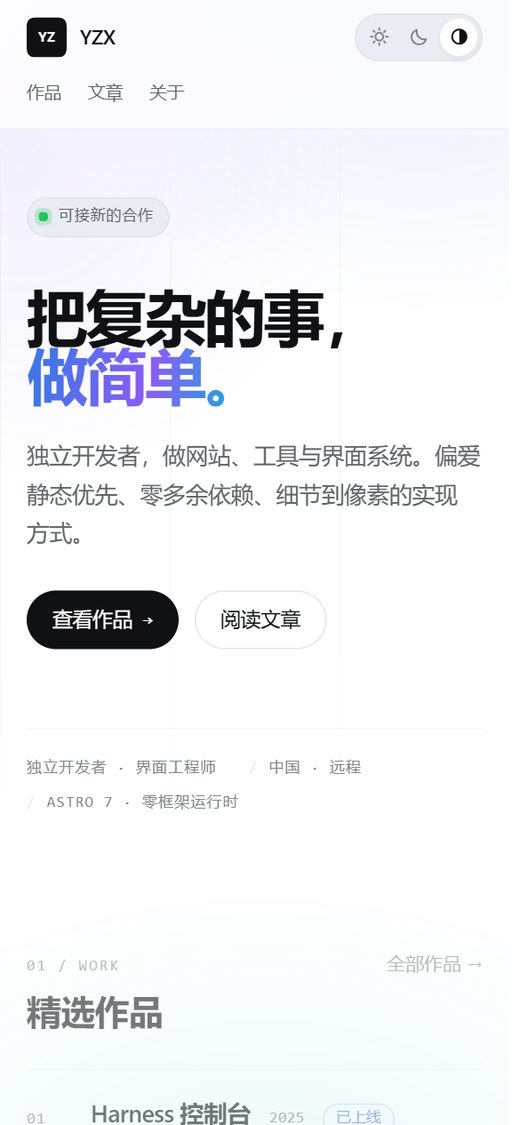 YZ YZX
作品 文章 关于
可接新的合作
把复杂的事，
做简单。
独立开发者，做网站、工具与界面系统。偏爱
静态优先、零多余依赖、细节到像素的实现
方式。
查看作品 → 阅读文章
独立开发者 · 界面工程师 / 中国 · 远程
/ ASTRO 7 · 零框架运行时
01 / WORK 全部作品 →
精选作品
01 Harness 控制台 2025 已上线